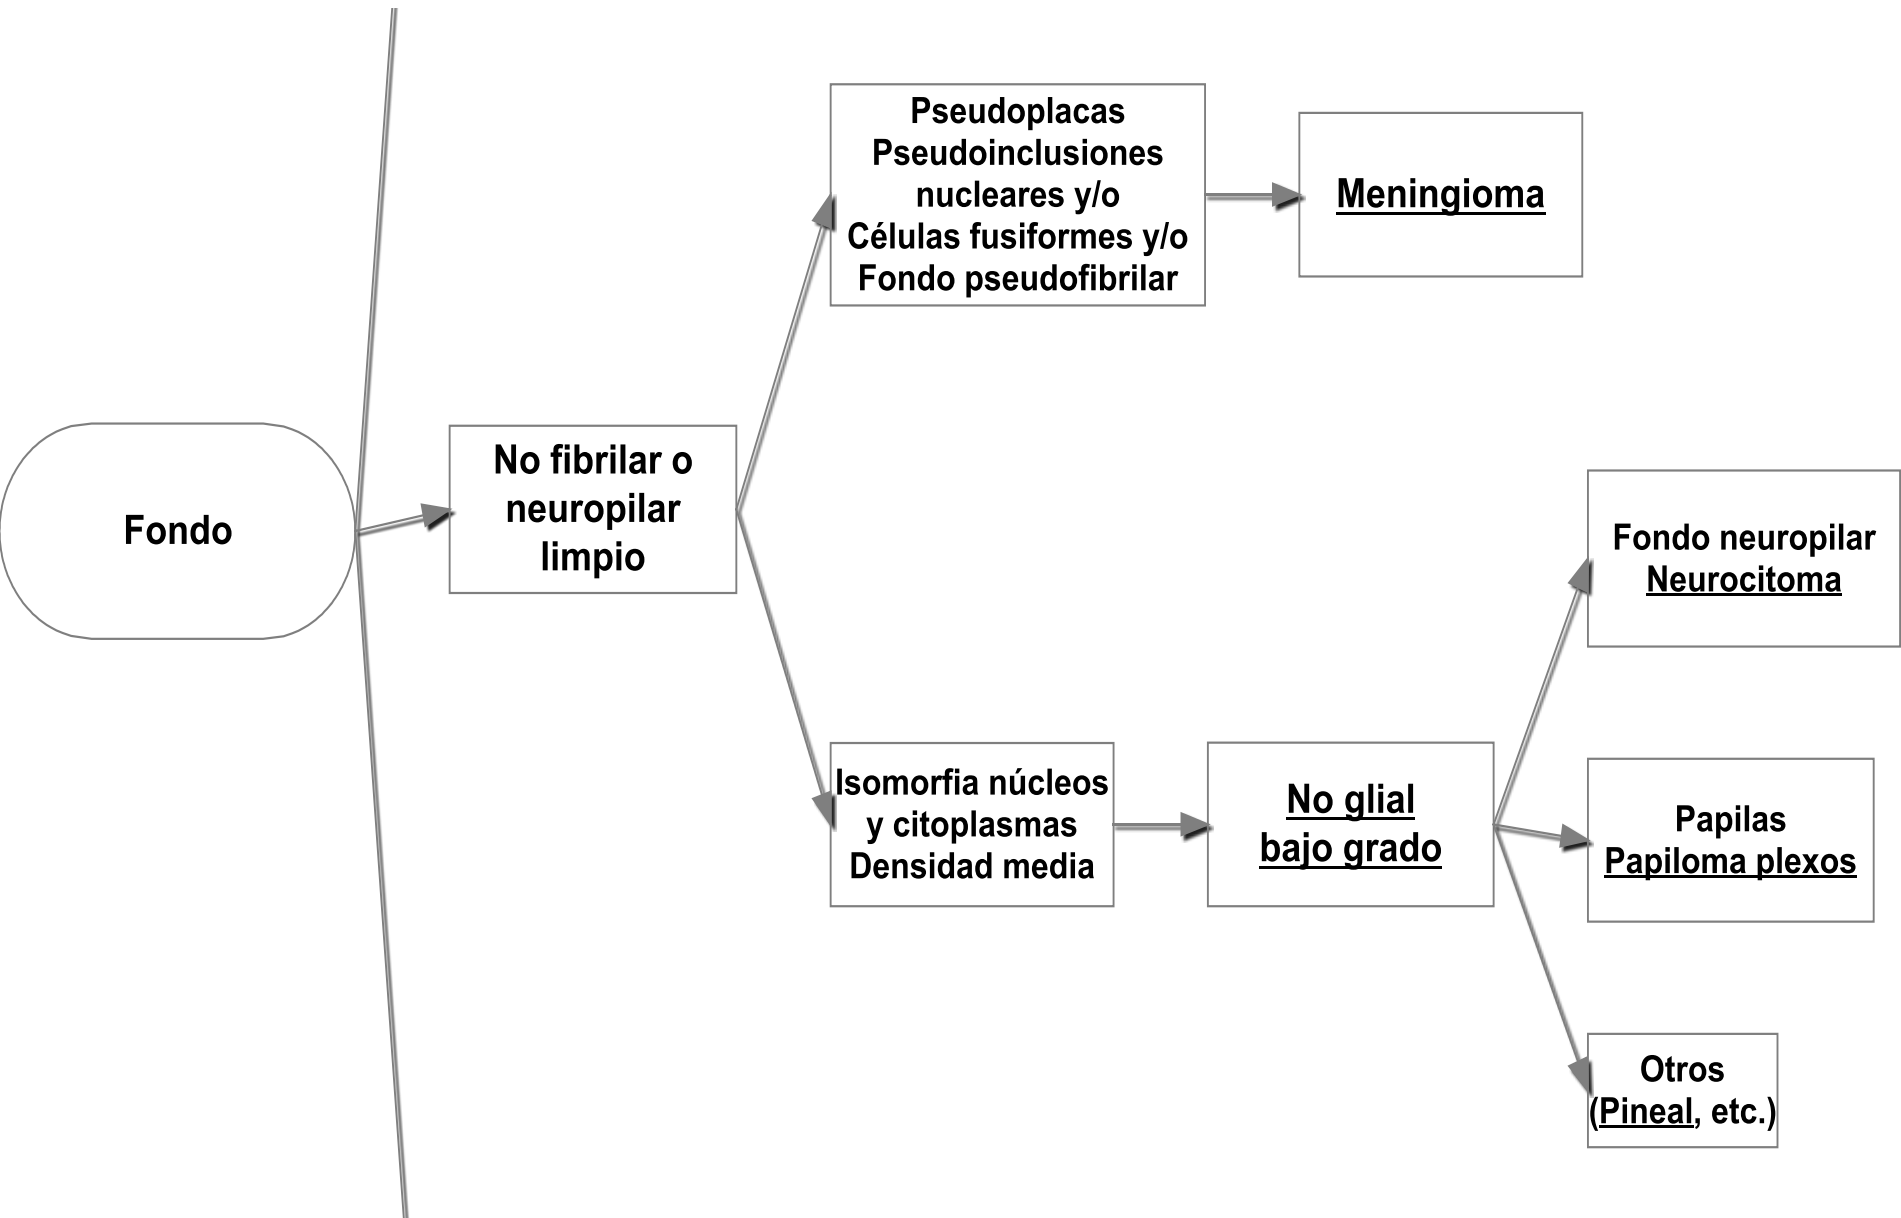 Fondo
No fibrilar o
neuropilar
limpio
Pseudoplacas
Pseudoinclusiones
nucleares y/o
Células fusiformes y/o
Fondo pseudofibrilar
Meningioma
Isomorfia núcleos
y citoplasmas
Densidad media
No glial
bajo grado
Fondo neuropilar
Neurocitoma
Papilas
Papiloma plexos
Otros
(Pineal, etc.)